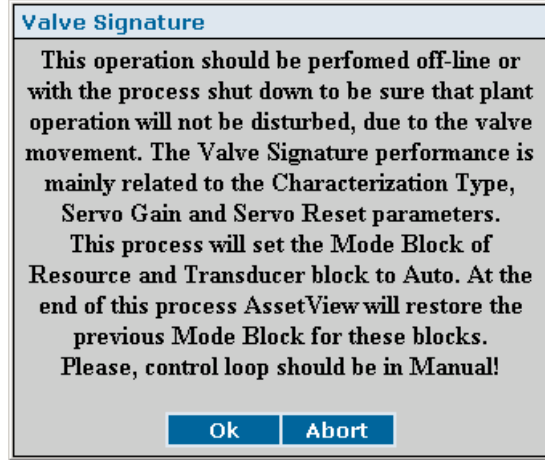 Valve Signature
This operation should be perfomed off-line or
with the process shut down to be sure that plant
operation will not be disturbed, due to the valve
movement. The Valve Signature performance is
mainly related to the Characterization Type,
Servo Gain and Servo Reset parameters.
This process will set the Mode Block of
Resource and Transducer block to Auto. At the
end of this process AssetView will restore the
previous Mode Block for these blocks.
Please, control loop should be in Manual!
Ok Abort